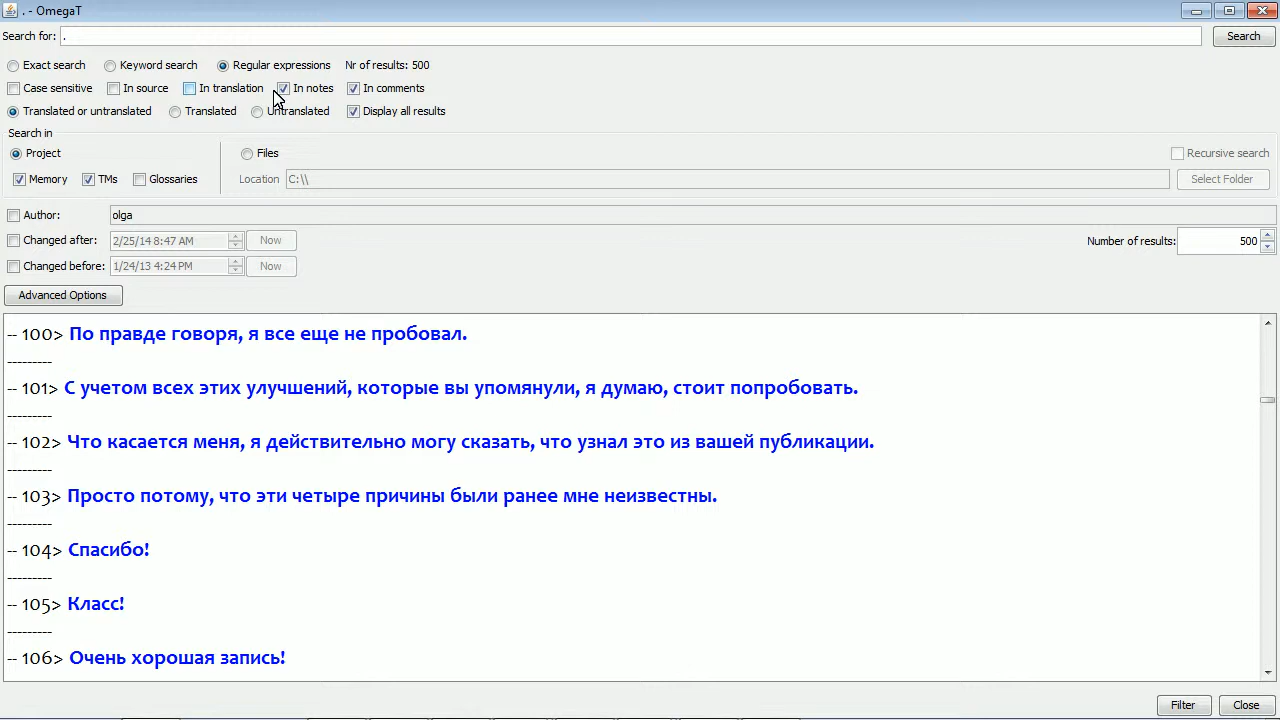 . - OmegaT
Search for: . Search
Exact search Keyword search Regular expressions Nr of results: 500
Case sensitive In source In translation In notes In comments
Translated or untranslated Translated Untranslated Display all results
Search in
Project Files Recursive search
Memory TMs Glossaries Location C:\\ Select Folder
Author: olga
Changed after: 2/25/14 8:47 AM Now Number of results: 500
Changed before: 1/24/13 4:24 PM Now
Advanced Options
-- 100> По правде говоря, я все еще не пробовал.
---------
-- 101> С учетом всех этих улучшений, которые вы упомянули, я думаю, стоит попробовать.
---------
-- 102> Что касается меня, я действительно могу сказать, что узнал это из вашей публикации.
---------
-- 103> Просто потому, что эти четыре причины были ранее мне неизвестны.
---------
-- 104> Спасибо!
---------
-- 105> Класс!
---------
-- 106> Очень хорошая запись!
Filter Close